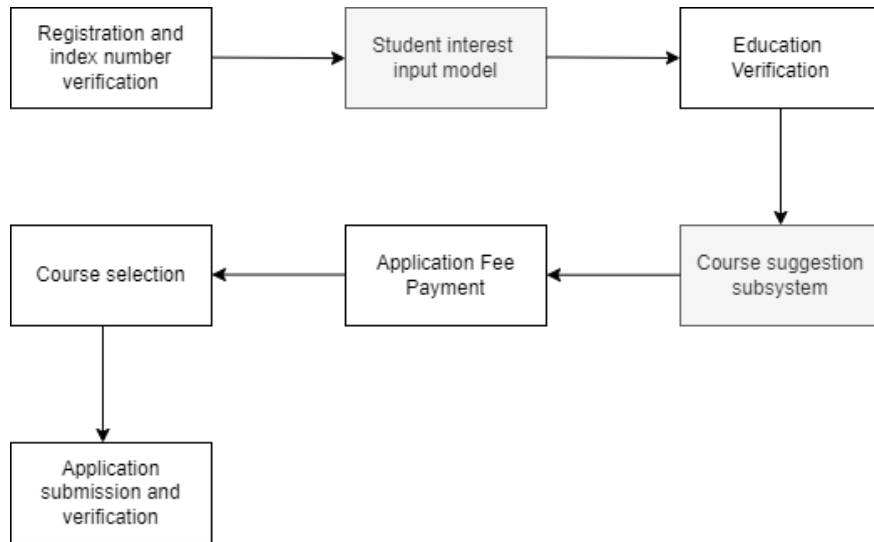 Registration and
index number
verification
Student interest
input model
Education
Verification
Course suggestion
subsystem
Application Fee
Payment
Course selection
Application
submission and
verification